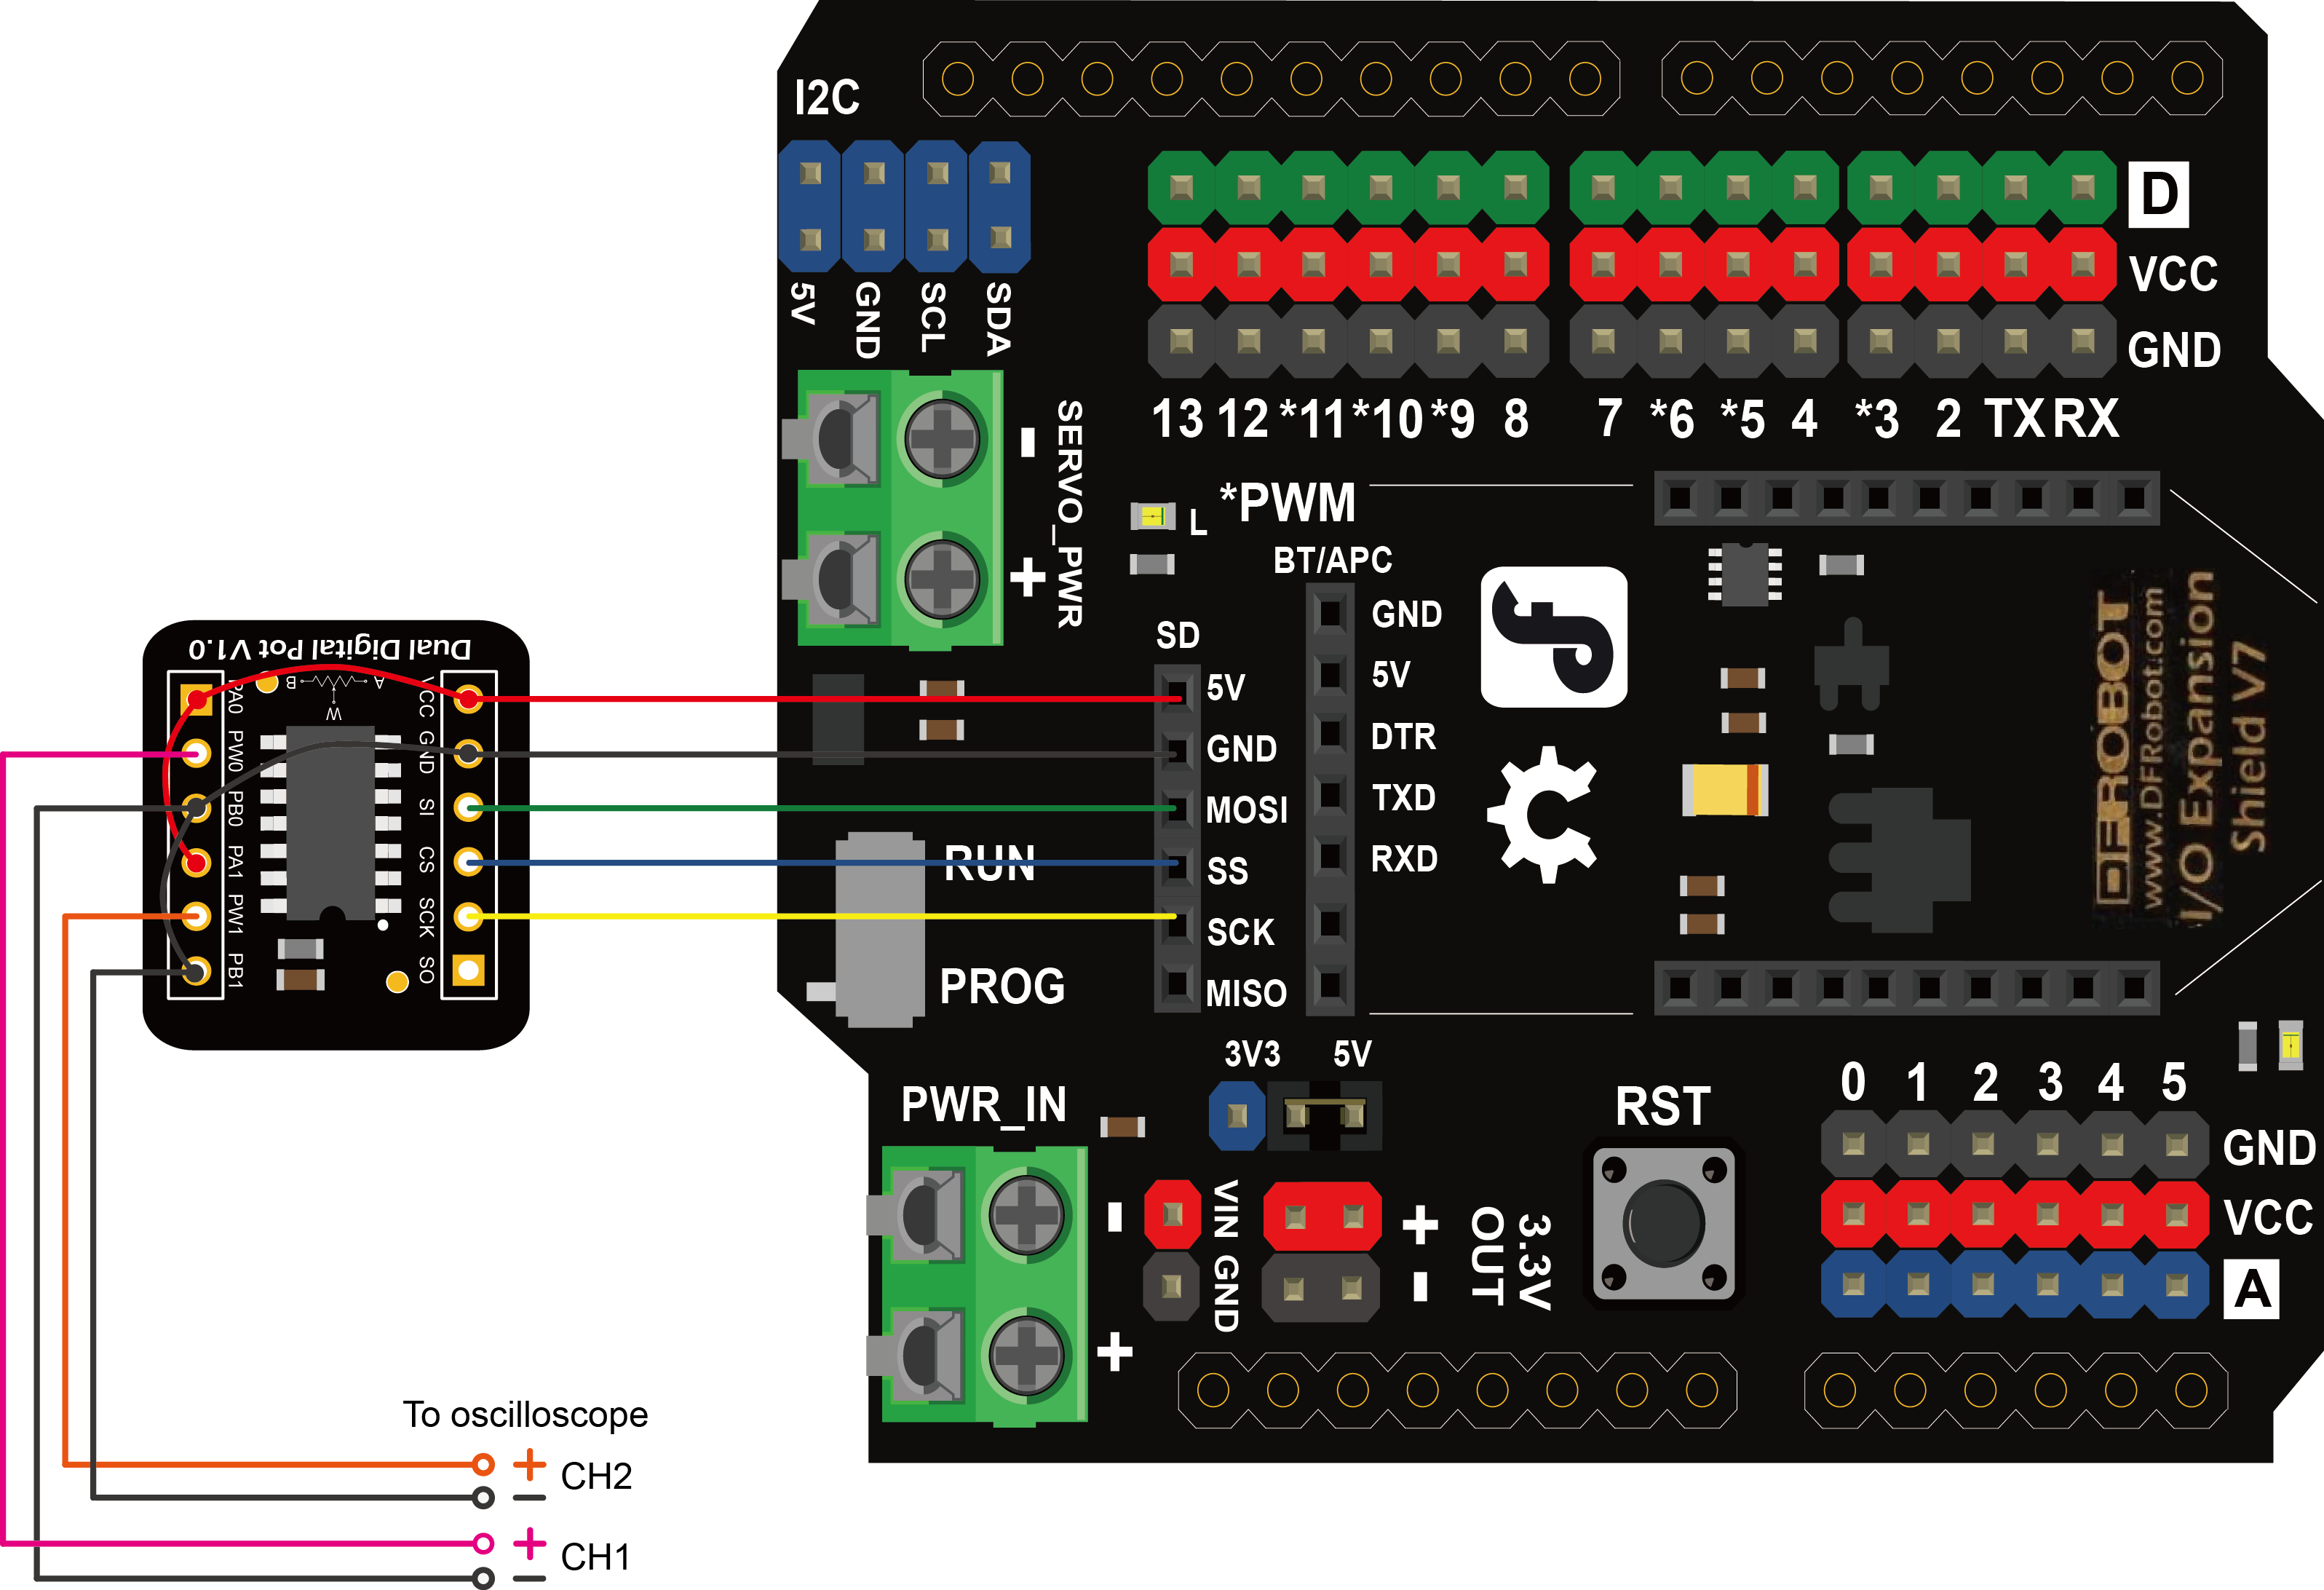 I2C
5V
GND
SCL
SDA
D
VCC
GND
13 12 *11 *10 *9 8 7 *6 *5 4 *3 2 TX RX
SERVO_PWR
-
+
L
*PWM
BT/APC
GND
5V
DTR
TXD
RXD
SD
5V
GND
MOSI
SS
SCK
MISO
RUN
PROG
DFROBOT
www.DFRobot.com
I/O Expansion
Shield V7
Dual Digital Pot V1.0
B
A
W
PA0
PW0
PB0
PA1
PW1
PB1
VCC
GND
SI
CS
SCK
SO
3V3 5V
PWR_IN
-
+
VIN
GND
+
-
3.3V
OUT
RST
0 1 2 3 4 5
GND
VCC
A
To oscilloscope
+ CH2
-
+ CH1
-